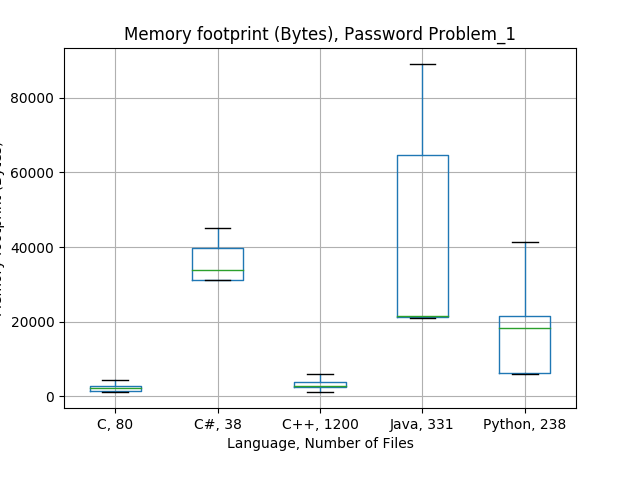 Memory footprint (Bytes), Password Problem_1
80000
60000
40000
20000
0
C, 80
C#, 38
C++, 1200
Java, 331
Python, 238
Language, Number of Files